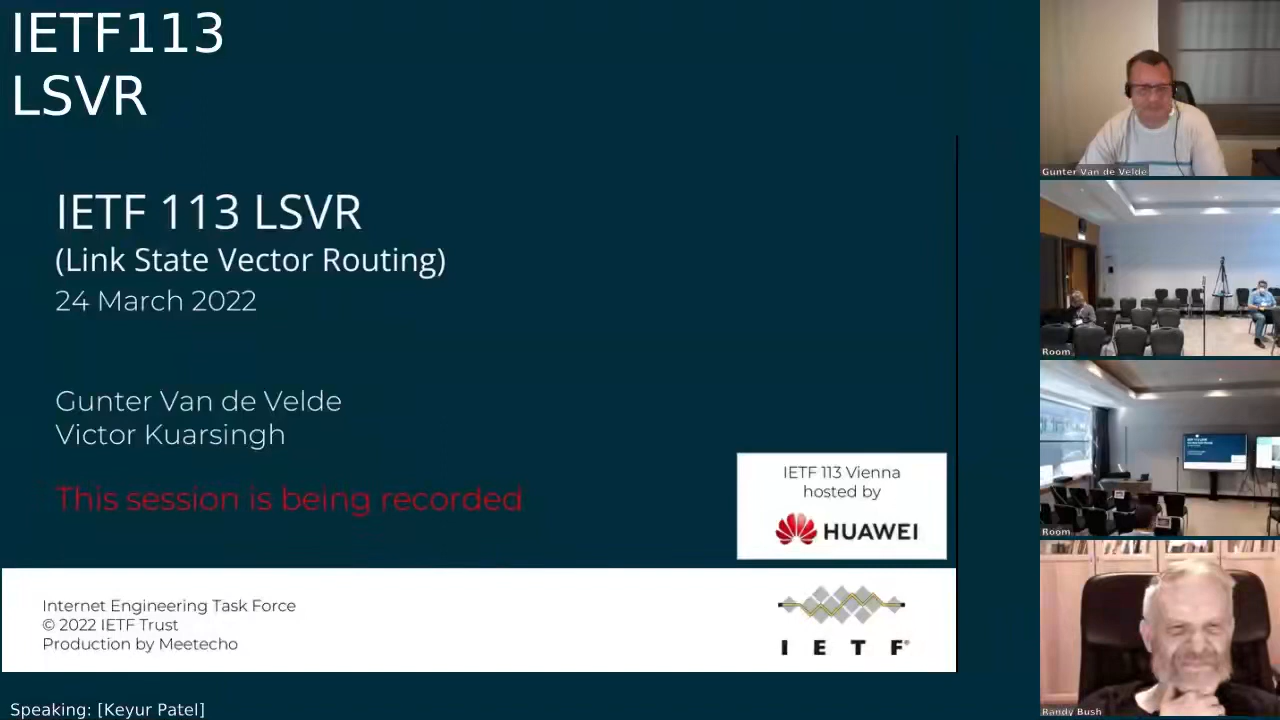 IETF113
LSVR
IETF 113 LSVR
(Link State Vector Routing)
24 March 2022
Gunter Van de Velde
Victor Kuarsingh
This session is being recorded
IETF 113 Vienna
hosted by
HUAWEI
Internet Engineering Task Force
© 2022 IETF Trust
Production by Meetecho
I E T F®
Speaking: [Keyur Patel]
Gunter Van de Velde
Room
Room
Randy Bush